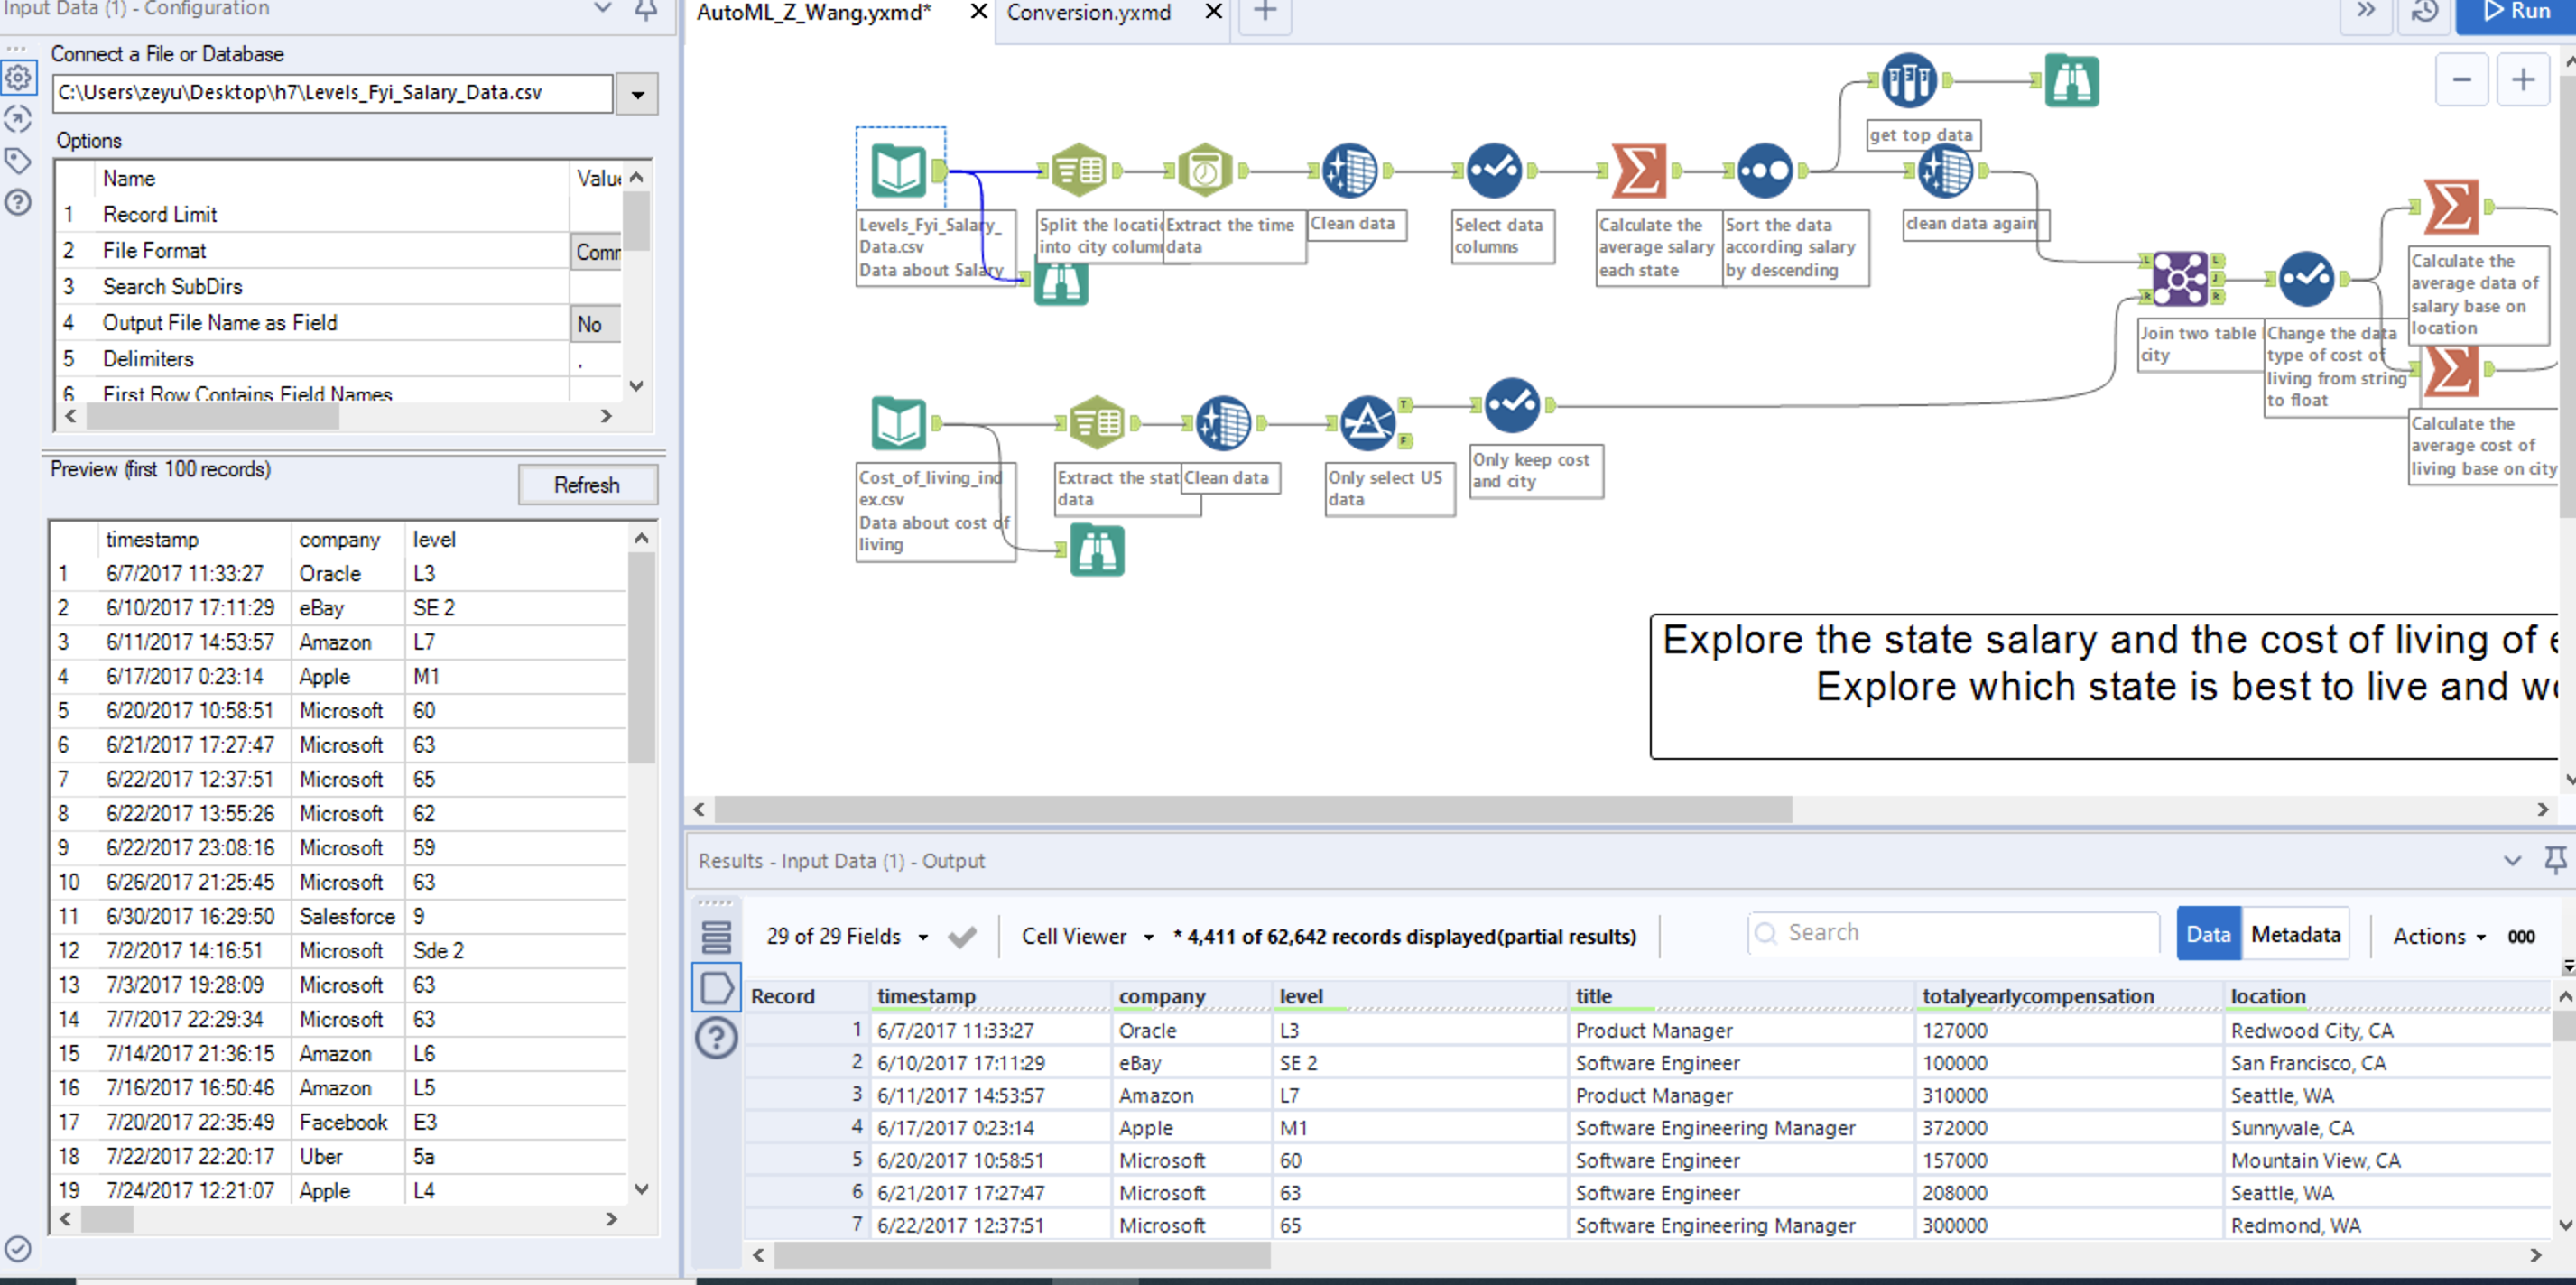 Input Data (1) - Configuration
Connect a File or Database
C:\Users\zeyu\Desktop\h7\Levels_Fyi_Salary_Data.csv
Options
Name
1 Record Limit
2 File Format
3 Search SubDirs
4 Output File Name as Field No
5 Delimiters ,
6 First Row Contains Field Names
Preview (first 100 records)
Refresh
timestamp company level
1 6/7/2017 11:33:27 Oracle L3
2 6/10/2017 17:11:29 eBay SE 2
3 6/11/2017 14:53:57 Amazon L7
4 6/17/2017 0:23:14 Apple M1
5 6/20/2017 10:58:51 Microsoft 60
6 6/21/2017 17:27:47 Microsoft 63
7 6/22/2017 12:37:51 Microsoft 65
8 6/22/2017 13:55:26 Microsoft 62
9 6/22/2017 23:08:16 Microsoft 59
10 6/26/2017 21:25:45 Microsoft 63
11 6/30/2017 16:29:50 Salesforce 9
12 7/2/2017 14:16:51 Microsoft Sde 2
13 7/3/2017 19:28:09 Microsoft 63
14 7/7/2017 22:29:34 Microsoft 63
15 7/14/2017 21:36:15 Amazon L6
16 7/16/2017 16:50:46 Amazon L5
17 7/20/2017 22:35:49 Facebook E3
18 7/22/2017 22:20:17 Uber 5a
19 7/24/2017 12:21:07 Apple L4
AutoML_Z_Wang.yxmd*
Conversion.yxmd
Run
get top data
Levels_Fyi_Salary_
Data.csv
Data about Salary
Split the
into city
Extract the time
data
Clean data
Select data
columns
Calculate the
average salary
each state
Sort the data
according salary
by descending
clean data again
Join two table
city
Change the data
type of cost of
living from string
to float
Calculate the
average data of
salary base on
location
Calculate the
average cost of
living base on city
Cost_of_living_ind
ex.csv
Data about cost of
living
Extract the
data
Clean data
Only select US
data
Only keep cost
and city
Explore the state salary and the cost of living of
Explore which state is best to live and
Results - Input Data (1) - Output
29 of 29 Fields Cell Viewer * 4,411 of 62,642 records displayed(partial results) Search Data Metadata Actions 000
Record timestamp company level title totalyearlycompensation location
1 6/7/2017 11:33:27 Oracle L3 Product Manager 127000 Redwood City, CA
2 6/10/2017 17:11:29 eBay SE 2 Software Engineer 100000 San Francisco, CA
3 6/11/2017 14:53:57 Amazon L7 Product Manager 310000 Seattle, WA
4 6/17/2017 0:23:14 Apple M1 Software Engineering Manager 372000 Sunnyvale, CA
5 6/20/2017 10:58:51 Microsoft 60 Software Engineer 157000 Mountain View, CA
6 6/21/2017 17:27:47 Microsoft 63 Software Engineer 208000 Seattle, WA
7 6/22/2017 12:37:51 Microsoft 65 Software Engineering Manager 300000 Redmond, WA